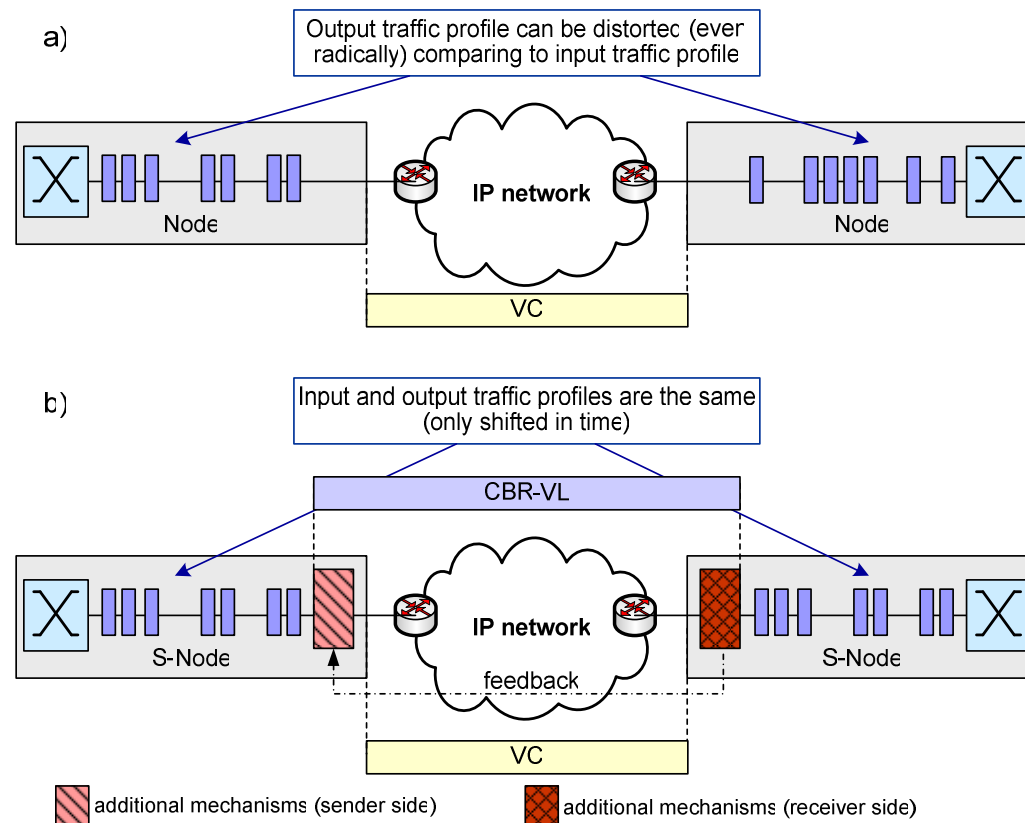 a)
Output traffic profile can be distorted (ever
radically) comparing to input traffic profile
IP network
Node
Node
VC
b)
Input and output traffic profiles are the same
(only shifted in time)
CBR-VL
IP network
S-Node
S-Node
feedback
VC
additional mechanisms (sender side)
additional mechanisms (receiver side)